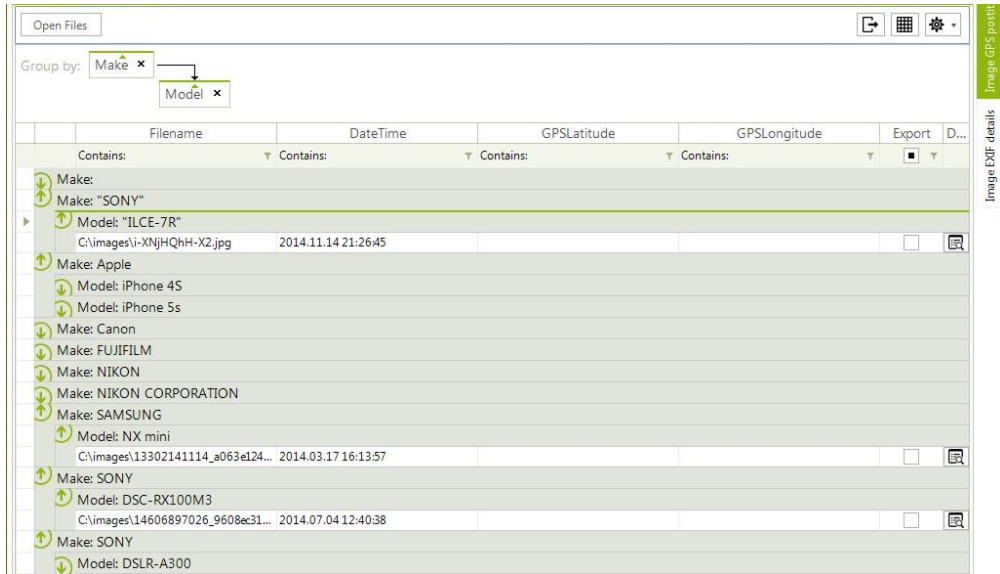 Open Files
Group by: Make ×
Model ×
Filename DateTime GPSLatitude GPSLongitude Export D...
Contains: Contains: Contains: Contains:
Make:
Make: "SONY"
Model: "ILCE-7R"
C:\images\i-XNjHQhH-X2.jpg 2014.11.14 21:26:45
Make: Apple
Model: iPhone 4S
Model: iPhone 5s
Make: Canon
Make: FUJIFILM
Make: NIKON
Make: NIKON CORPORATION
Make: SAMSUNG
Model: NX mini
C:\images\13302141114_a063e124... 2014.03.17 16:13:57
Make: SONY
Model: DSC-RX100M3
C:\images\14606897026_9608ec31... 2014.07.04 12:40:38
Make: SONY
Model: DSLR-A300
Image GPS postit
Image EXIF details